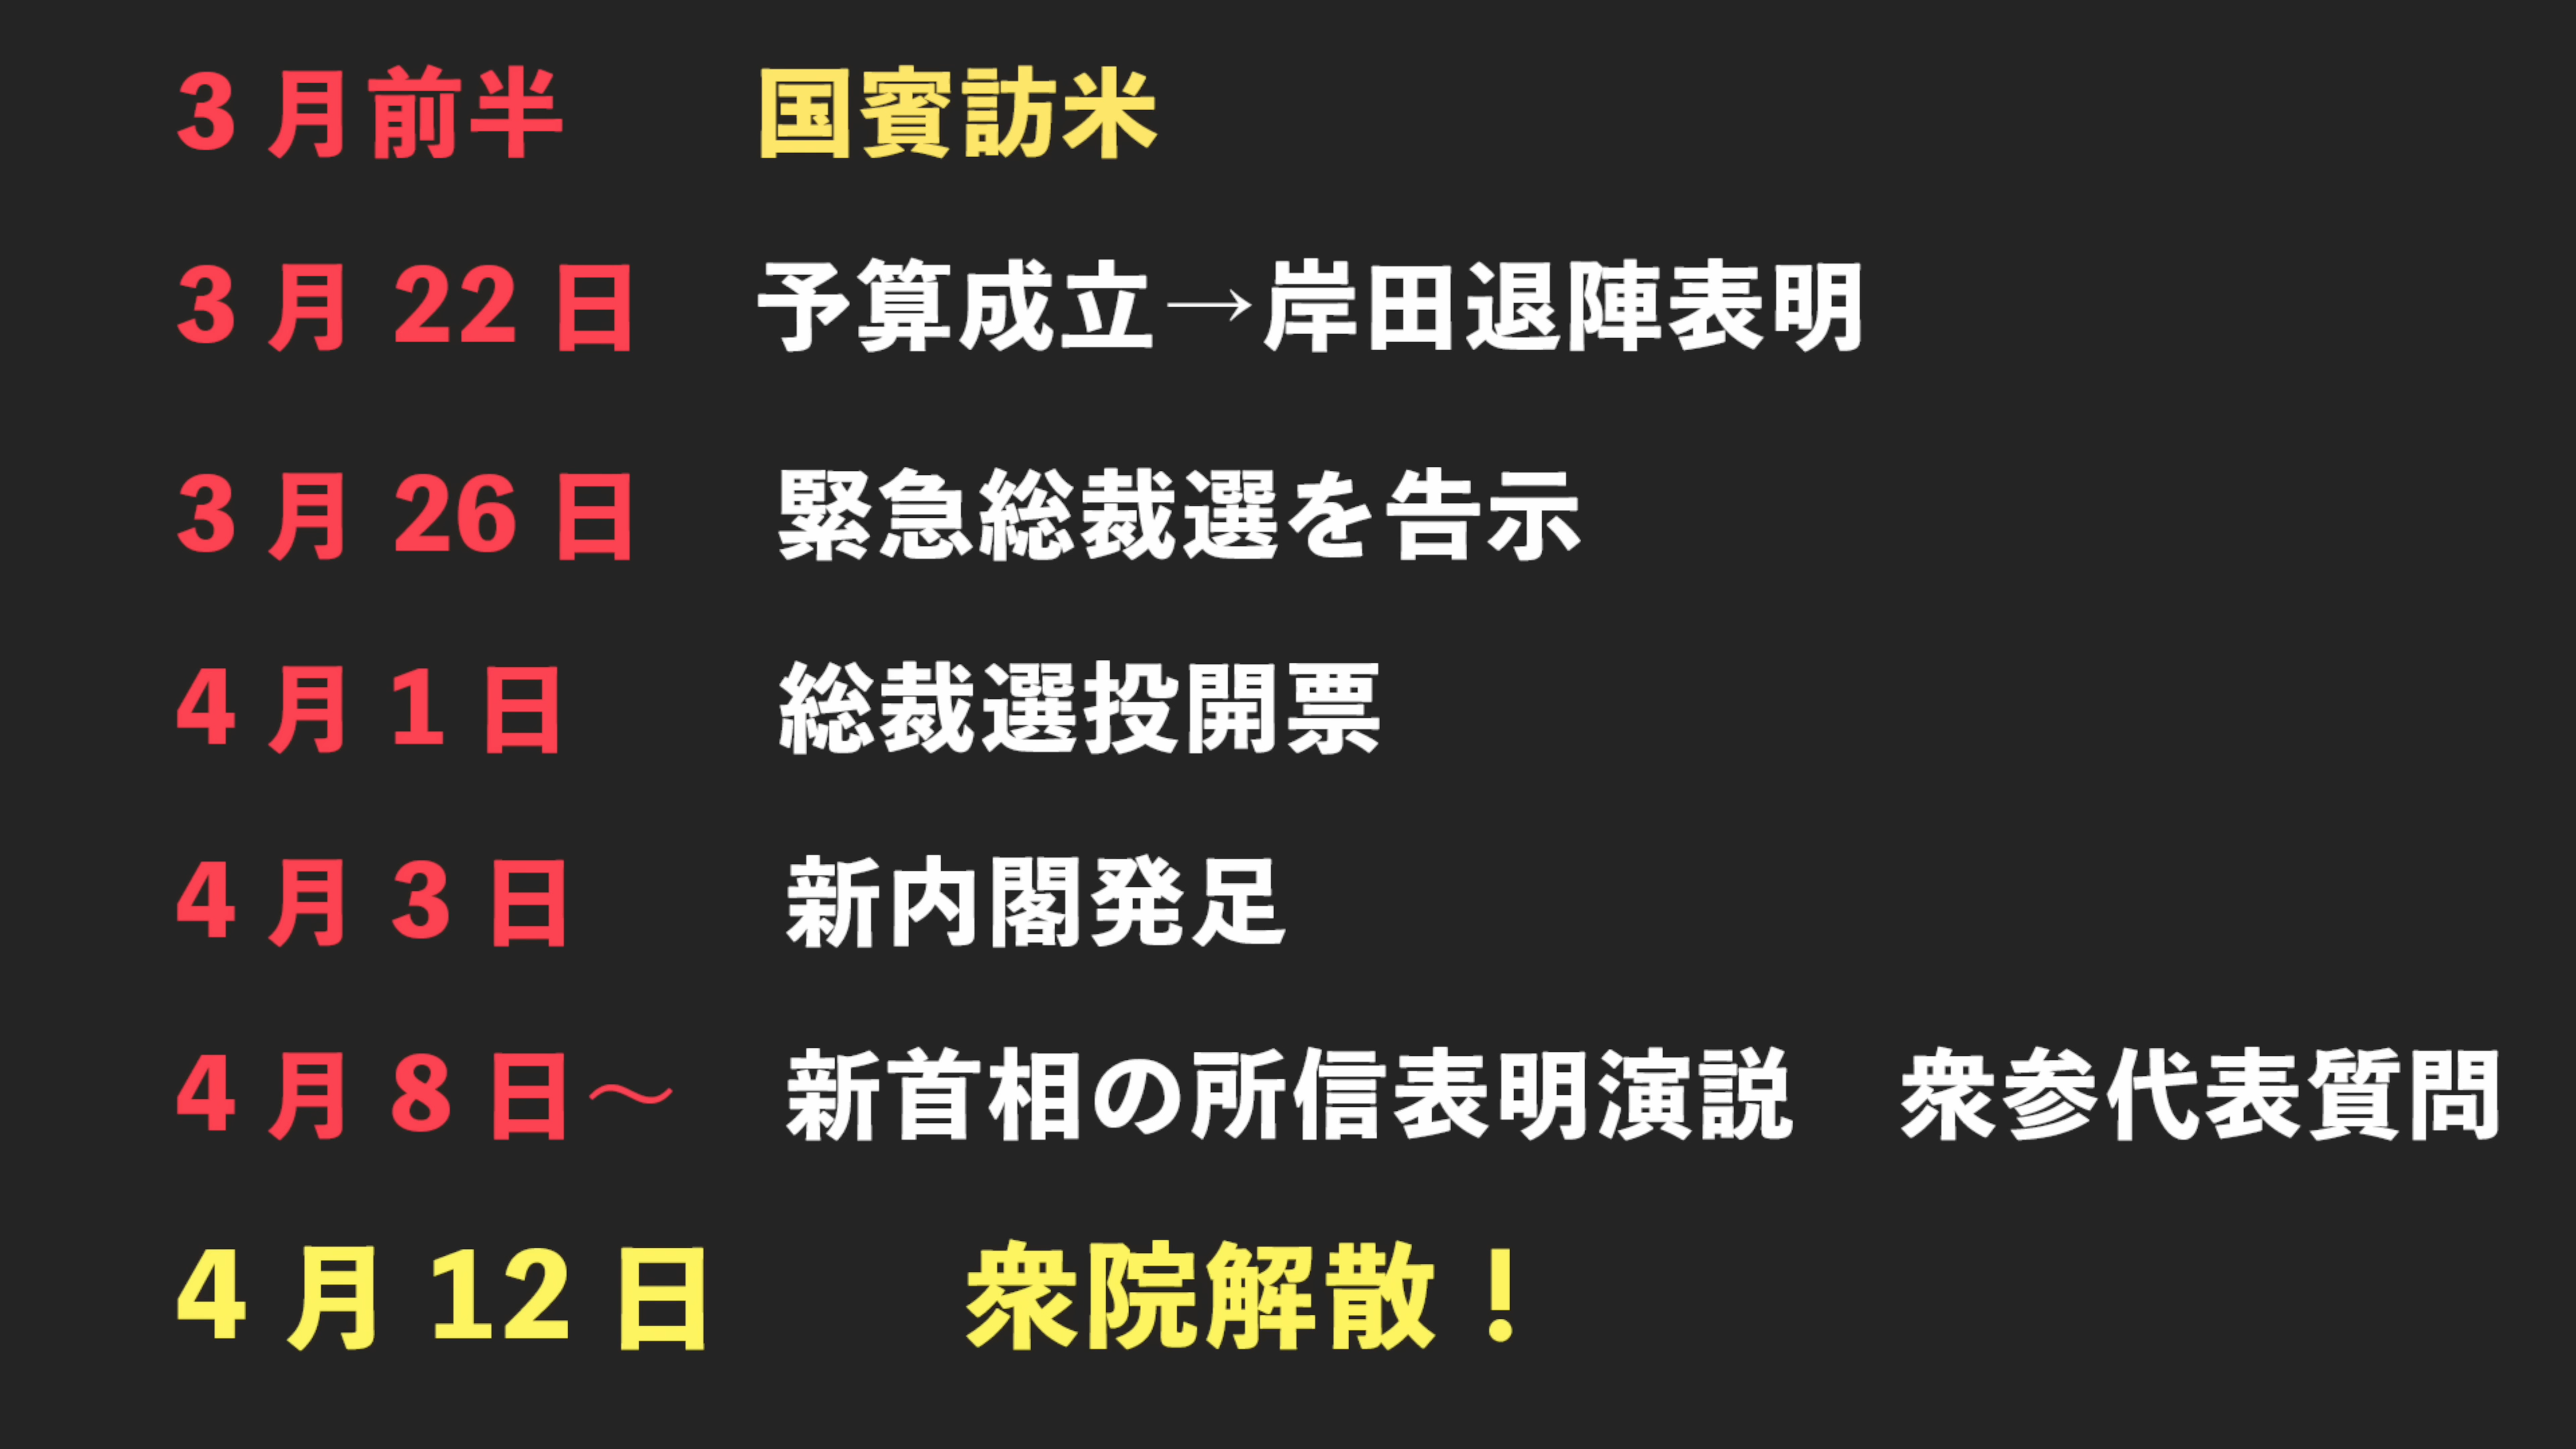 3月前半 国賓訪米
3月22日 予算成立→岸田退陣表明
3月26日 緊急総裁選を告示
4月1日 総裁選投開票
4月3日 新内閣発足
4月8日〜 新首相の所信表明演説 衆参代表質問
4月12日 衆院解散！